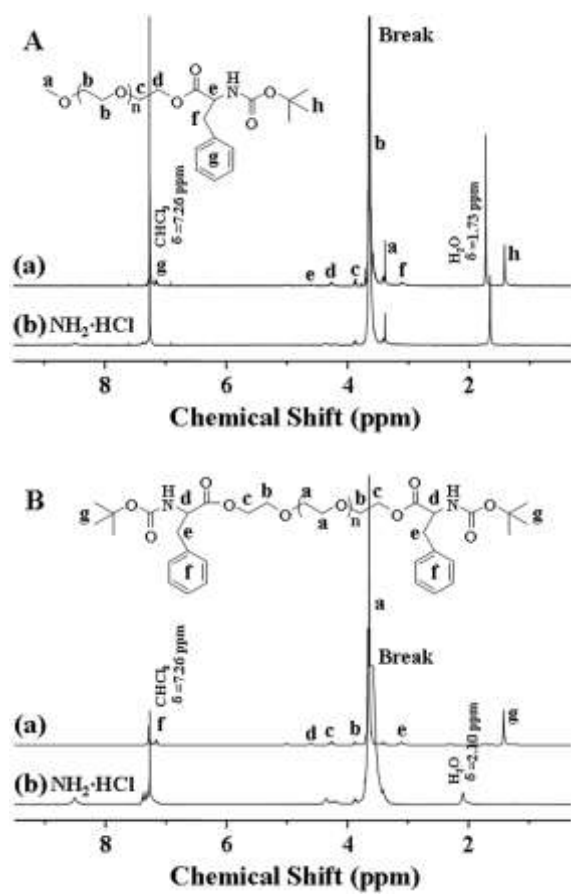 A
Break
a
b
c
d
O
e
H
N
O
b
n
O
f
O
h
g
b
CHCl3
δ =7.26 ppm
H2O
δ =1.73 ppm
a
h
(a)
g
e
d
c
f
(b) NH2·HCl
8
6
4
2
Chemical Shift (ppm)
B
g
O
H
N
d
O
c
b
a
b
c
O
d
H
N
O
g
O
e
a
n
O
e
O
f
f
a
CHCl3
δ =7.26 ppm
Break
H2O
δ =2.10 ppm
(a)
f
d
c
b
e
g
(b) NH2·HCl
8
6
4
2
Chemical Shift (ppm)